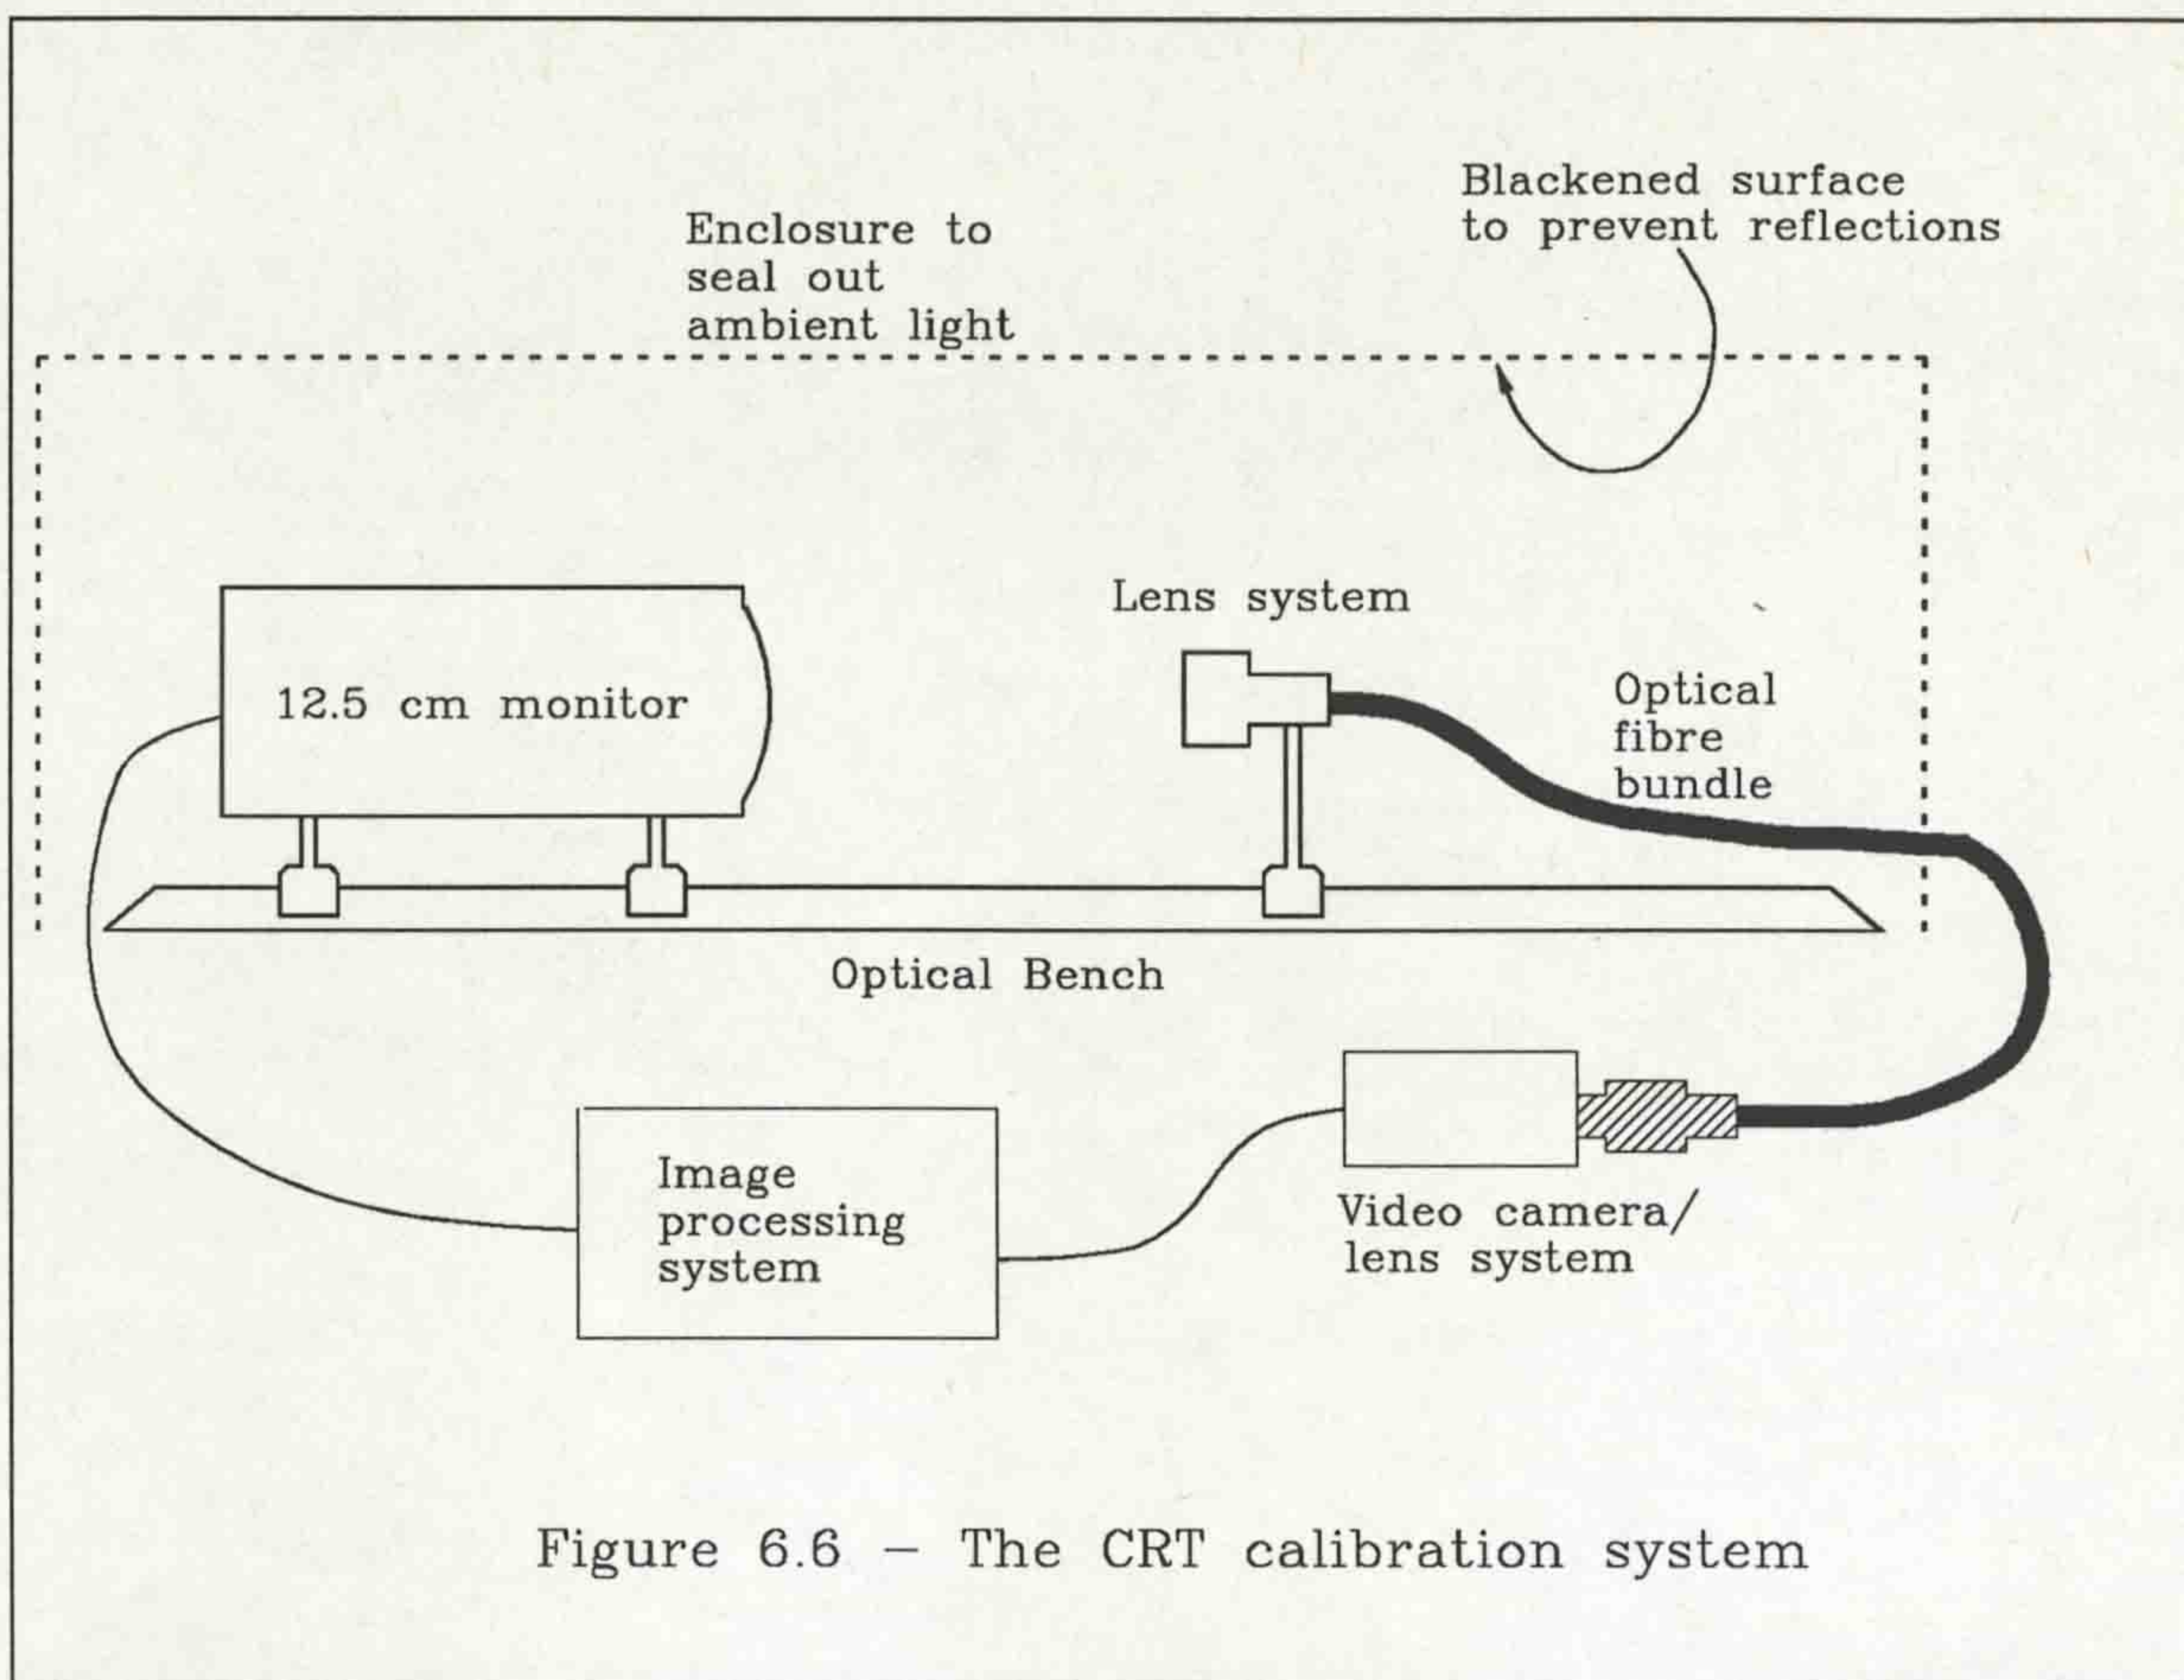 Blackened surface
to prevent reflections
Enclosure to
seal out
ambient light
Lens system
12.5 cm monitor
Optical
fibre
bundle
Optical Bench
Image
processing
system
Video camera/
lens system
Figure 6.6 – The CRT calibration system